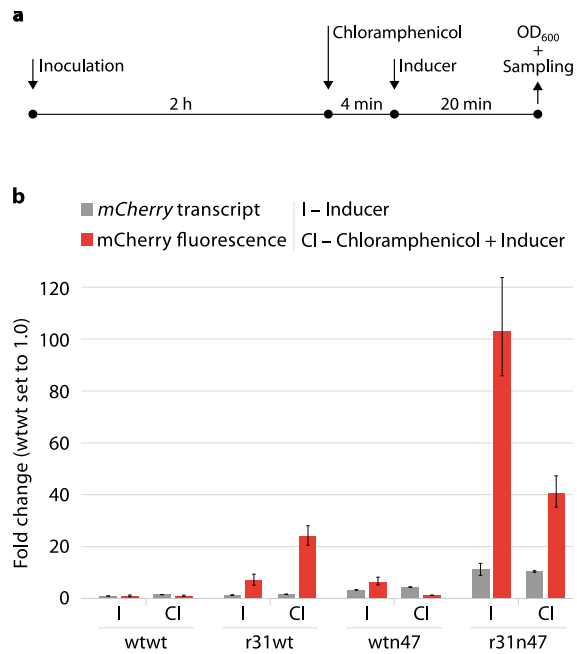 a
Chloramphenicol
OD600
+
Inoculation
Inducer
Sampling
2 h
4 min
20 min
b
mCherry transcript
I – Inducer
mCherry fluorescence
CI – Chloramphenicol + Inducer
Fold change (wtwt set to 1.0)
120
100
80
60
40
20
0
I CI I CI I CI I CI
wtwt r31wt wtn47 r31n47